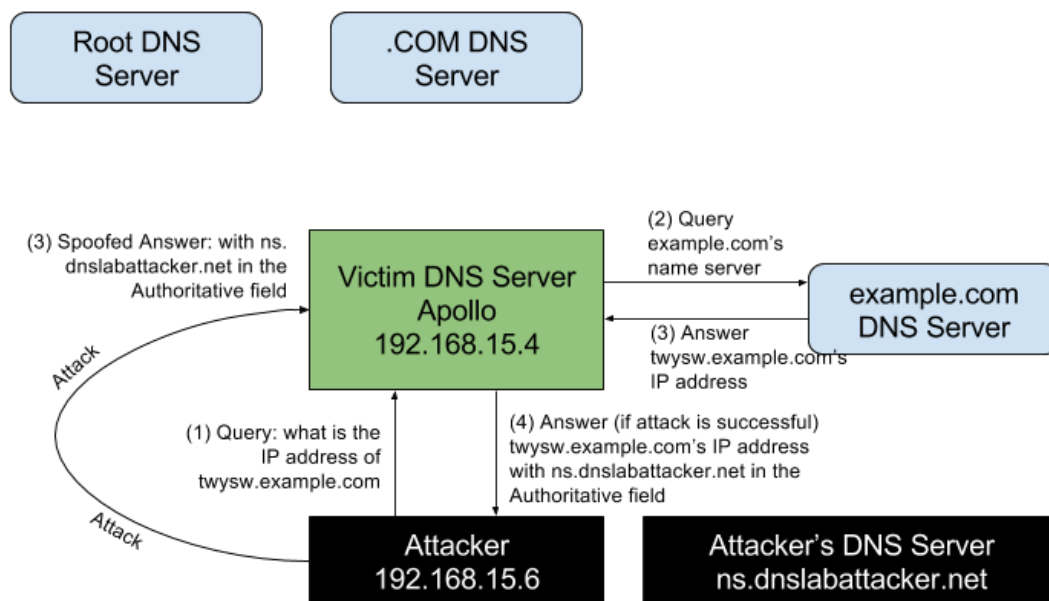 Root DNS
Server
.COM DNS
Server
(3) Spoofed Answer: with ns.
dnslabattacker.net in the
Authoritative field
Victim DNS Server
Apollo
192.168.15.4
(2) Query
example.com's
name server
example.com
DNS Server
(3) Answer
twysw.example.com's
IP address
Attack
Attack
(1) Query: what is the
IP address of
twysw.example.com
(4) Answer (if attack is successful)
twysw.example.com's IP address
with ns.dnslabattacker.net in the
Authoritative field
Attacker
192.168.15.6
Attacker's DNS Server
ns.dnslabattacker.net